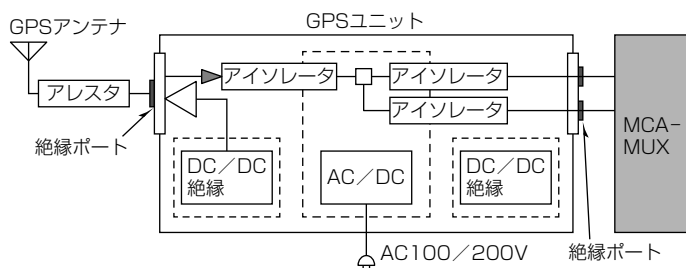 GPSアンテナ
GPSユニット
アイソレータ
アイソレータ
アレスタ
アイソレータ
MCA−
MUX
絶縁ポート
DC／DC
絶縁
AC／DC
DC／DC
絶縁
AC100／200V
絶縁ポート